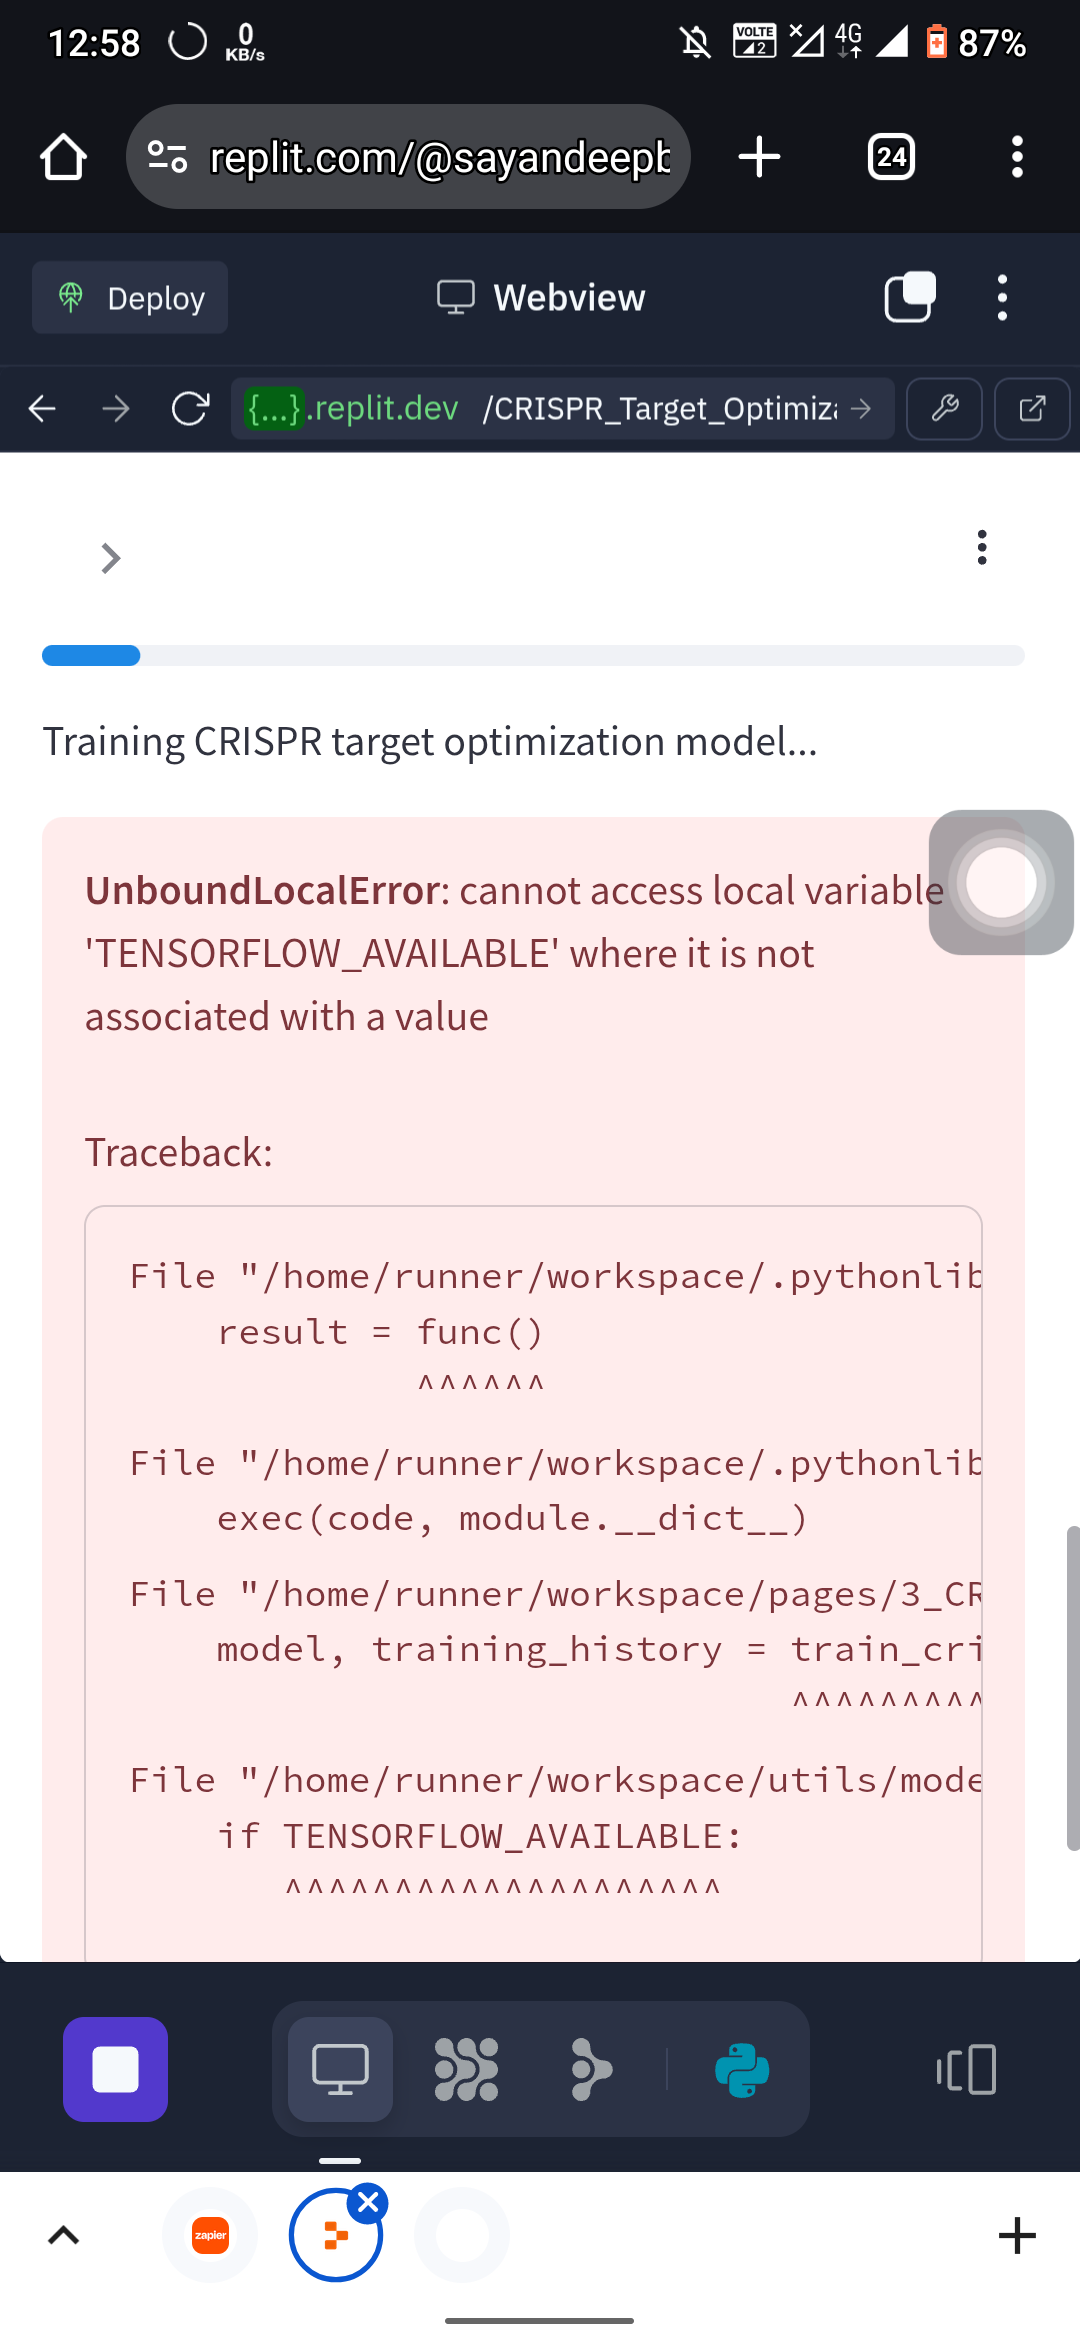 12:58
0
KB/s
VOLTE
2
4G
87%
replit.com/@sayandeep
24
Deploy
Webview
{...}.replit.dev /CRISPR_Target_Optimiz
Training CRISPR target optimization model...
UnboundLocalError: cannot access local variable
'TENSORFLOW_AVAILABLE' where it is not
associated with a value
Traceback:
File "/home/runner/workspace/.pythonlib
result = func()
^^^^^^
File "/home/runner/workspace/.pythonlib
exec(code, module.__dict__)
File "/home/runner/workspace/pages/3_CR
model, training_history = train_cri
^^^^^^^^^
File "/home/runner/workspace/utils/mode
if TENSORFLOW_AVAILABLE:
^^^^^^^^^^^^^^^^^^^^
zapier